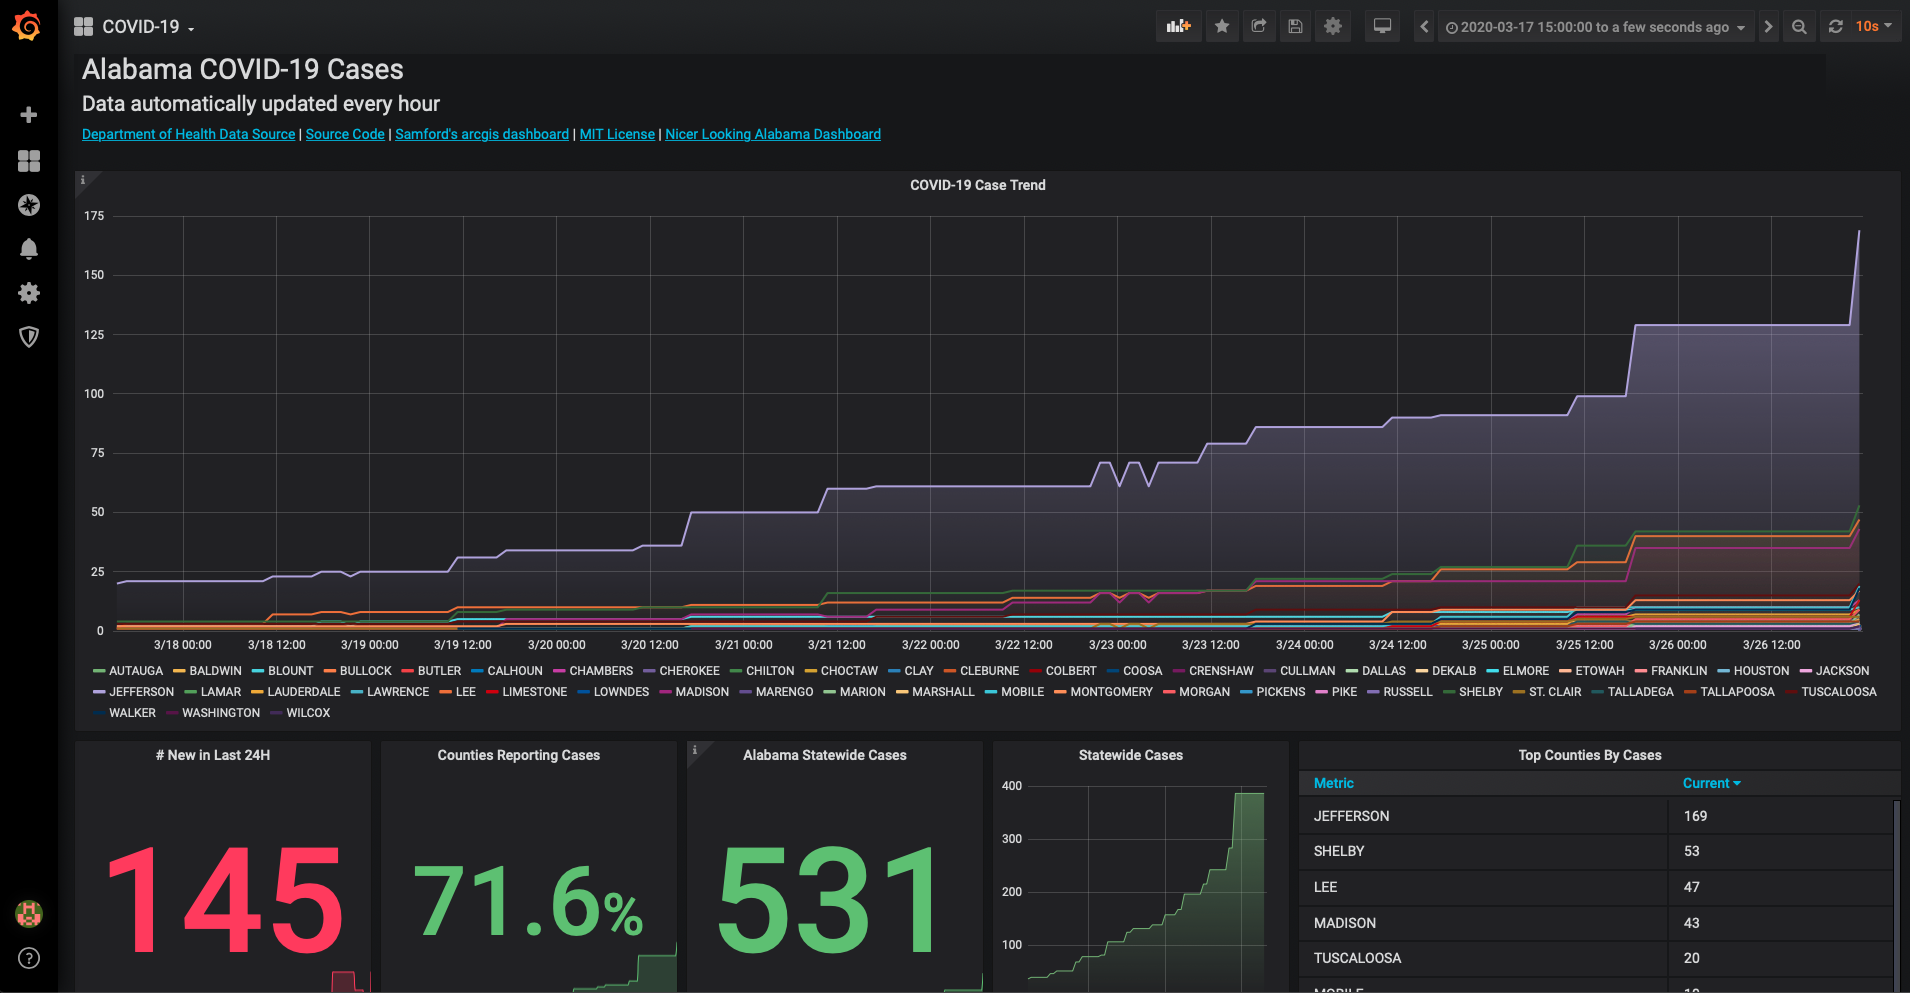 COVID-19
2020-03-17 15:00:00 to a few seconds ago
10s
Alabama COVID-19 Cases
Data automatically updated every hour
Department of Health Data Source | Source Code | Samford's arcgis dashboard | MIT License | Nicer Looking Alabama Dashboard
i
COVID-19 Case Trend
175
150
125
100
75
50
25
0
3/18 00:00 3/18 12:00 3/19 00:00 3/19 12:00 3/20 00:00 3/20 12:00 3/21 00:00 3/21 12:00 3/22 00:00 3/22 12:00 3/23 00:00 3/23 12:00 3/24 00:00 3/24 12:00 3/25 00:00 3/25 12:00 3/26 00:00 3/26 12:00
AUTAUGA BALDWIN BLOUNT BULLOCK BUTLER CALHOUN CHAMBERS CHEROKEE CHILTON CHOCTAW CLAY CLEBURNE COLBERT COOSA CRENSHAW CULLMAN DALLAS DEKALB ELMORE ETOWAH FRANKLIN HOUSTON JACKSON
JEFFERSON LAMAR LAUDERDALE LAWRENCE LEE LIMESTONE LOWNDES MADISON MARENGO MARION MARSHALL MOBILE MONTGOMERY MORGAN PICKENS PIKE RUSSELL SHELBY ST. CLAIR TALLADEGA TALLAPOOSA TUSCALOOSA
WALKER WASHINGTON WILCOX
# New in Last 24H
145
Counties Reporting Cases
71.6%
i
Alabama Statewide Cases
531
Statewide Cases
400
300
200
100
Top Counties By Cases
Metric Current
JEFFERSON 169
SHELBY 53
LEE 47
MADISON 43
TUSCALOOSA 20
?